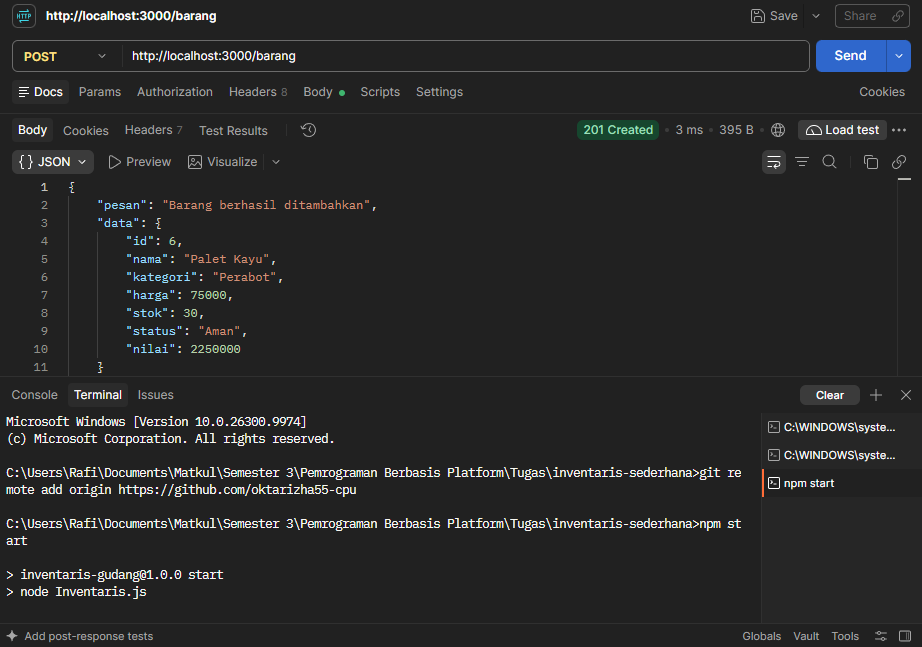 HTTP http://localhost:3000/barang Save Share
POST http://localhost:3000/barang Send
Docs Params Authorization Headers 8 Body Scripts Settings Cookies
Body Cookies Headers 7 Test Results 201 Created 3 ms 395 B Load test
{} JSON Preview Visualize
1 {
2 "pesan": "Barang berhasil ditambahkan",
3 "data": {
4 "id": 6,
5 "nama": "Palet Kayu",
6 "kategori": "Perabot",
7 "harga": 75000,
8 "stok": 30,
9 "status": "Aman",
10 "nilai": 2250000
11 }
Console Terminal Issues Clear
Microsoft Windows [Version 10.0.26300.9974]
(c) Microsoft Corporation. All rights reserved.
C:\Users\Rafi\Documents\Matkul\Semester 3\Pemrograman Berbasis Platform\Tugas\inventaris-sederhana>git re
mote add origin https://github.com/oktarizha55-cpu
C:\Users\Rafi\Documents\Matkul\Semester 3\Pemrograman Berbasis Platform\Tugas\inventaris-sederhana>npm st
art
> inventaris-gudang@1.0.0 start
> node Inventaris.js
C:\WINDOWS\syste...
C:\WINDOWS\syste...
npm start
Add post-response tests Globals Vault Tools